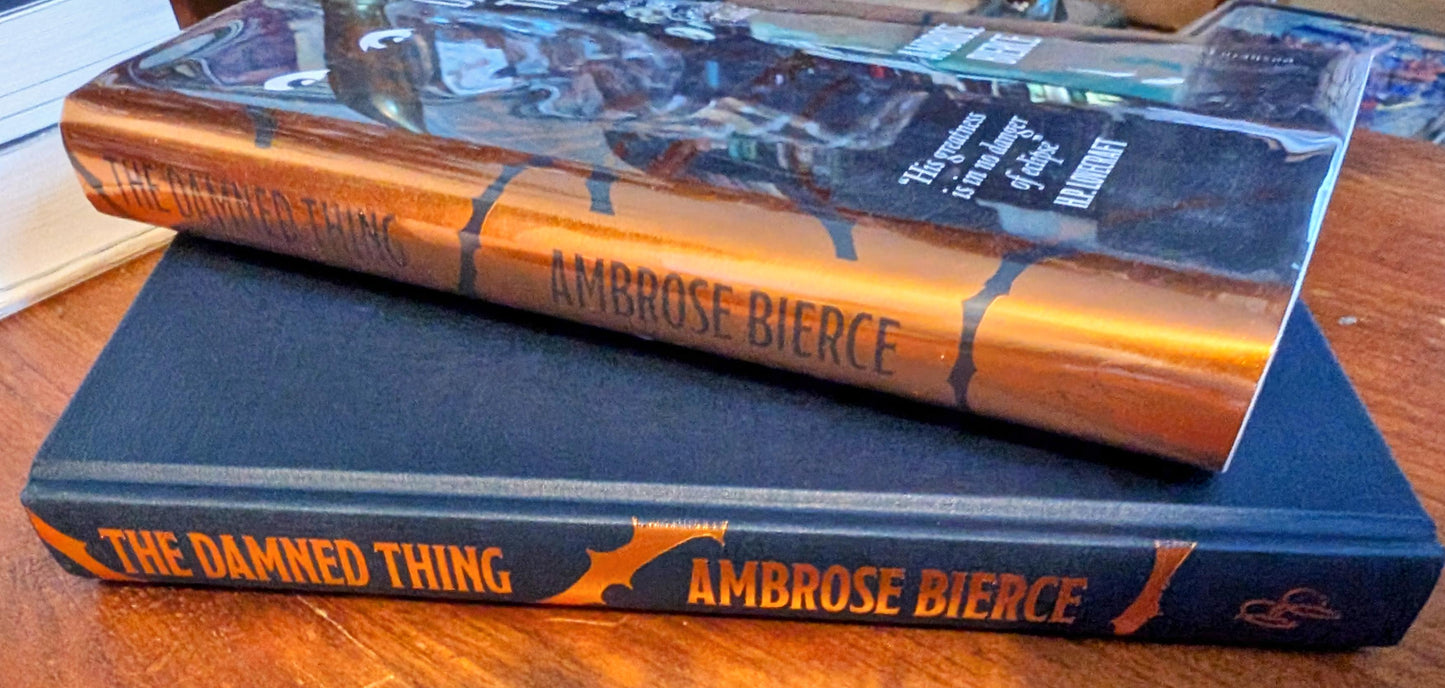 AMBROSE
"His greatness
is in no danger
of eclipse"
H.P. LOVECRAFT
THE DAMNED THING
AMBROSE BIERCE
THE DAMNED THING
AMBROSE BIERCE